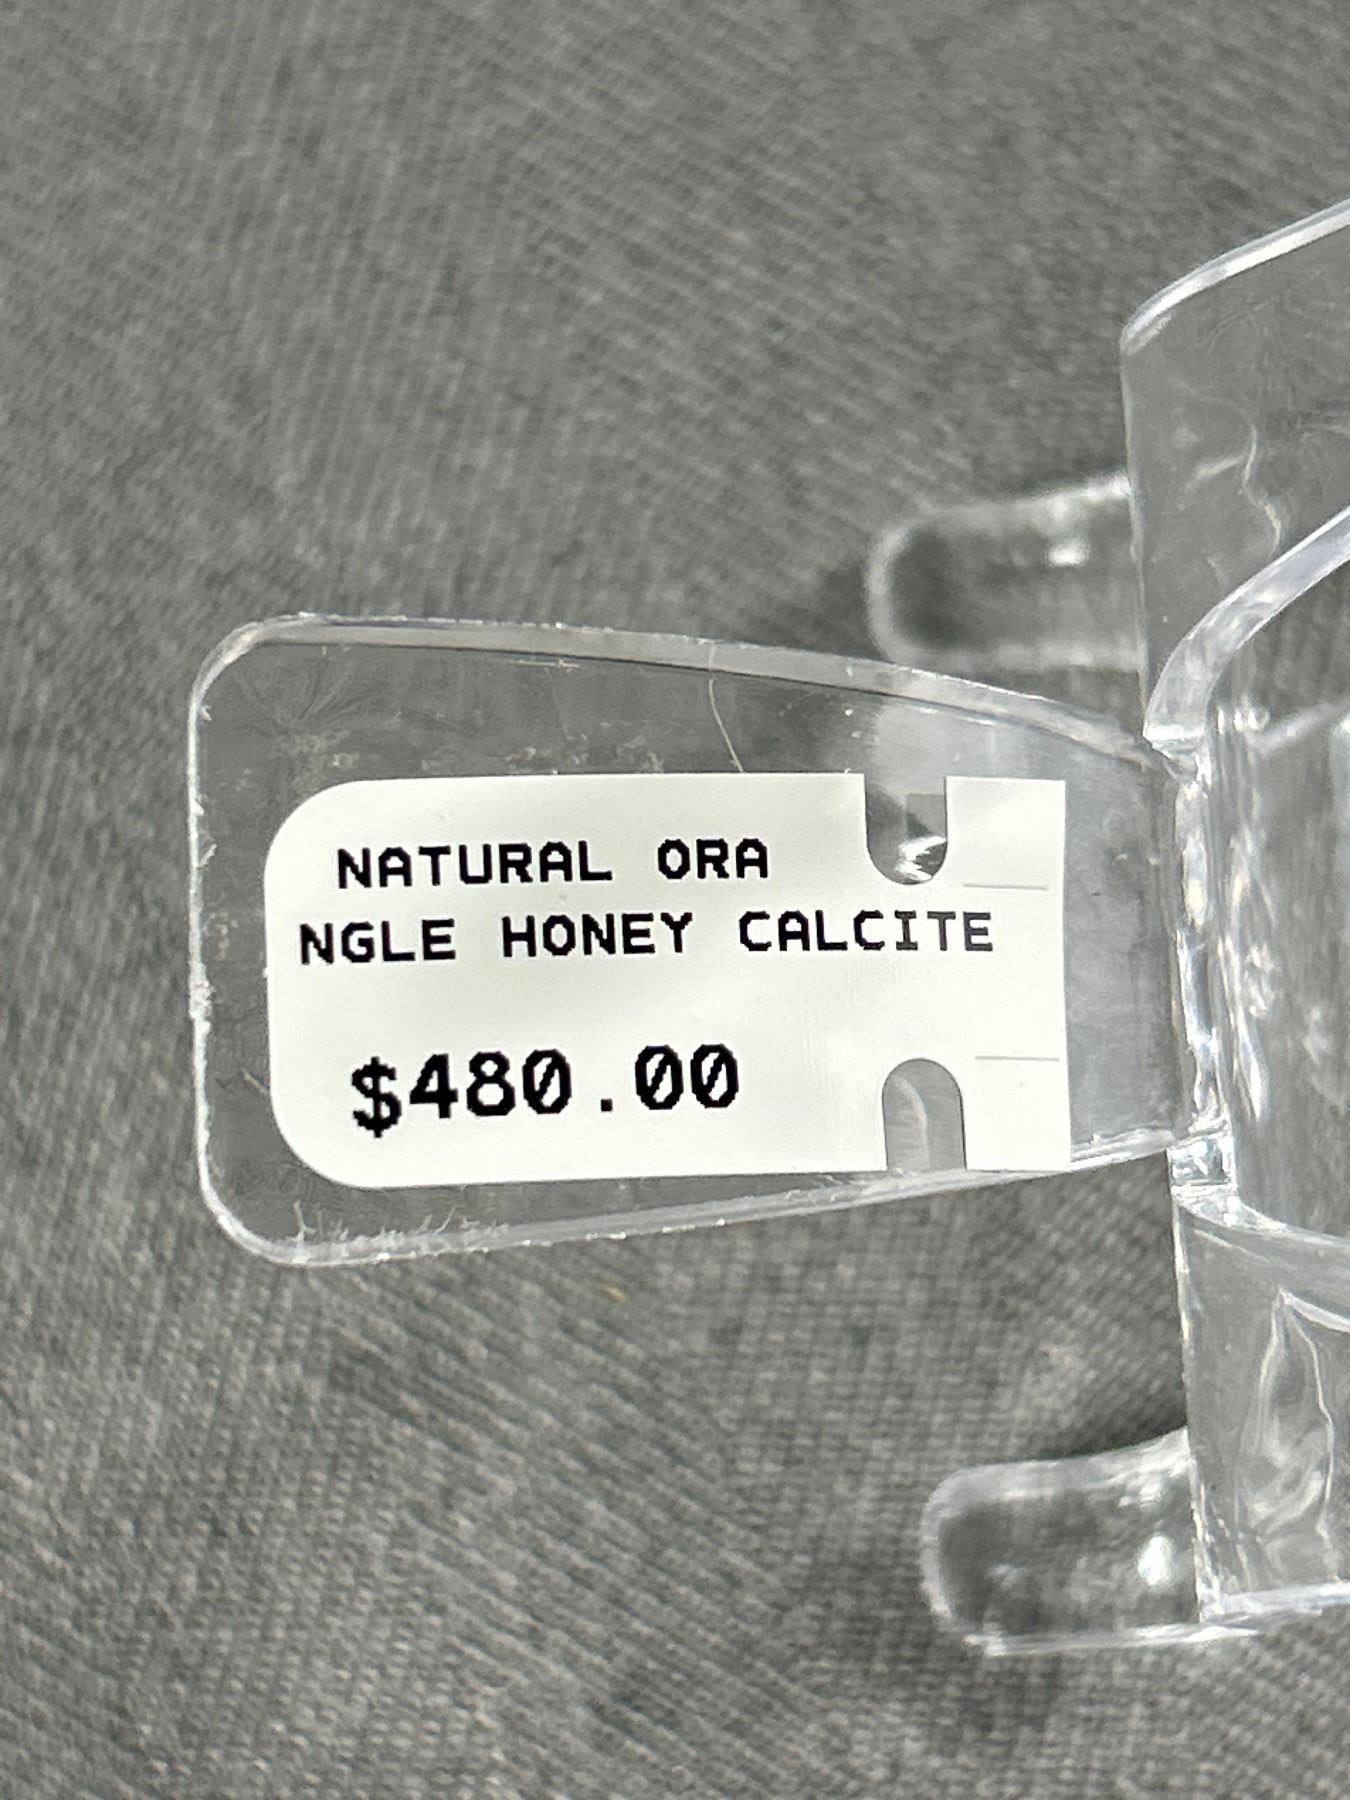 NATURAL ORA
NGLE HONEY CALCITE
$480.00